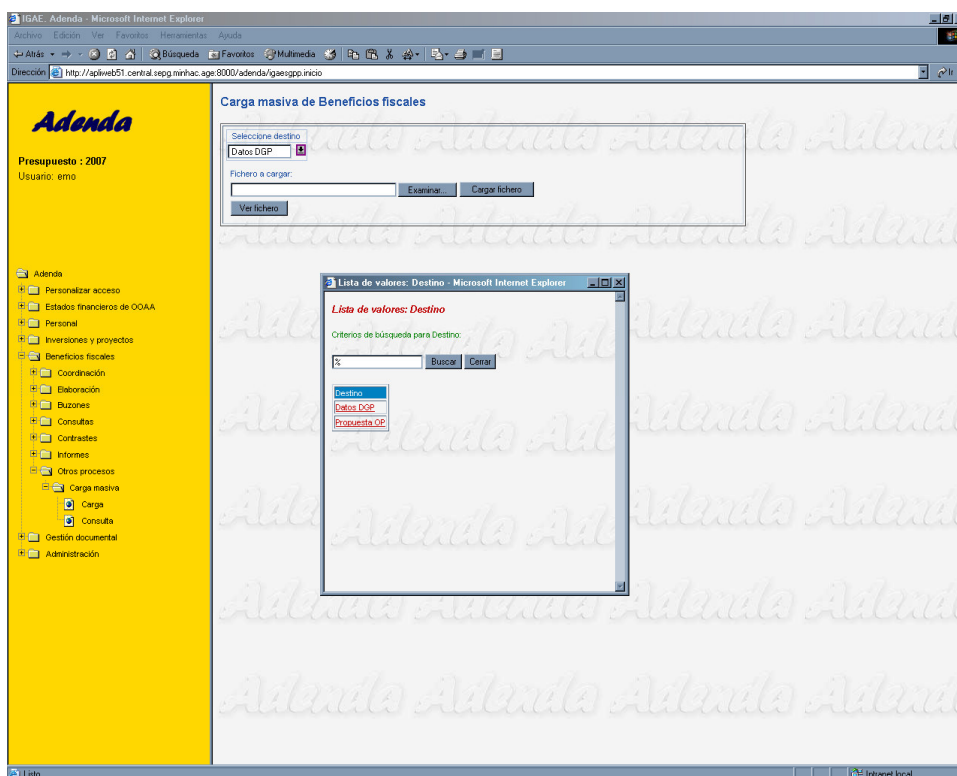 IGAE. Adenda - Microsoft Internet Explorer
Archivo Edición Ver Favoritos Herramientas Ayuda
Atrás Búsqueda Favoritos Multimedia
Dirección http://apliweb51.central.sepg.minhac.age:8000/adenda/igaesgpp.inicio
Adenda
Presupuesto : 2007
Usuario: emo
Adenda
Personalizar acceso
Estados financieros de OOAA
Personal
Inversiones y proyectos
Beneficios fiscales
Coordinación
Elaboración
Buzones
Consultas
Contrastes
Informes
Otros procesos
Carga masiva
Carga
Consulta
Gestión documental
Administración
Carga masiva de Beneficios fiscales
Seleccione destino
Datos DGP
Fichero a cargar:
Examinar... Cargar fichero
Ver fichero
Lista de valores: Destino - Microsoft Internet Explorer
Lista de valores: Destino
Criterios de búsqueda para Destino:
% Buscar Cerrar
Destino
Datos DGP
Propuesta OP
Listo Intranet local